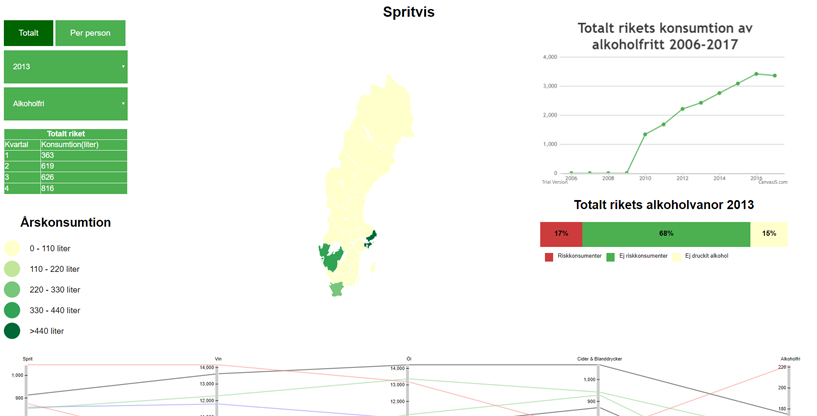 Spritvis
Totalt
Per person
2013
Alkoholfri
Totalt riket
Kvartal Konsumtion(liter)
1 363
2 619
3 626
4 816
Årskonsumtion
0 - 110 liter
110 - 220 liter
220 - 330 liter
330 - 440 liter
>440 liter
Totalt rikets konsumtion av
alkoholfritt 2006-2017
4,000
3,000
2,000
1,000
0
2006 2008 2010 2012 2014 2016
Trial Version CanvasJS.com
Totalt rikets alkoholvanor 2013
17% 68% 15%
Riskkonsumenter Ej riskkonsumenter Ej druckit alkohol
Sprit Vin Öl Cider & Blanddrycker Alkoholfri
1,000
900
14,000
13,000
12,000
14,000
13,000
12,000
1,000
900
220
200
180